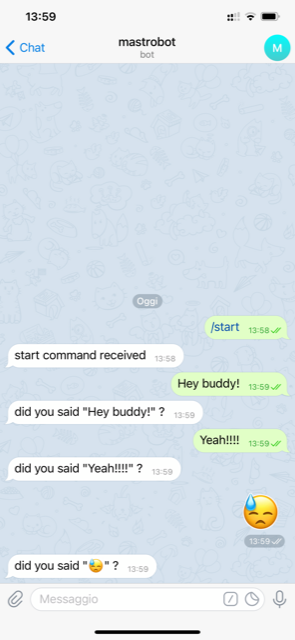 13:59
Chat
mastrobot
bot
M
Oggi
/start 13:58
start command received 13:58
Hey buddy! 13:59
did you said "Hey buddy!" ? 13:59
Yeah!!!! 13:59
did you said "Yeah!!!!" ? 13:59
😓
13:59
did you said "😓" ? 13:59
Messaggio